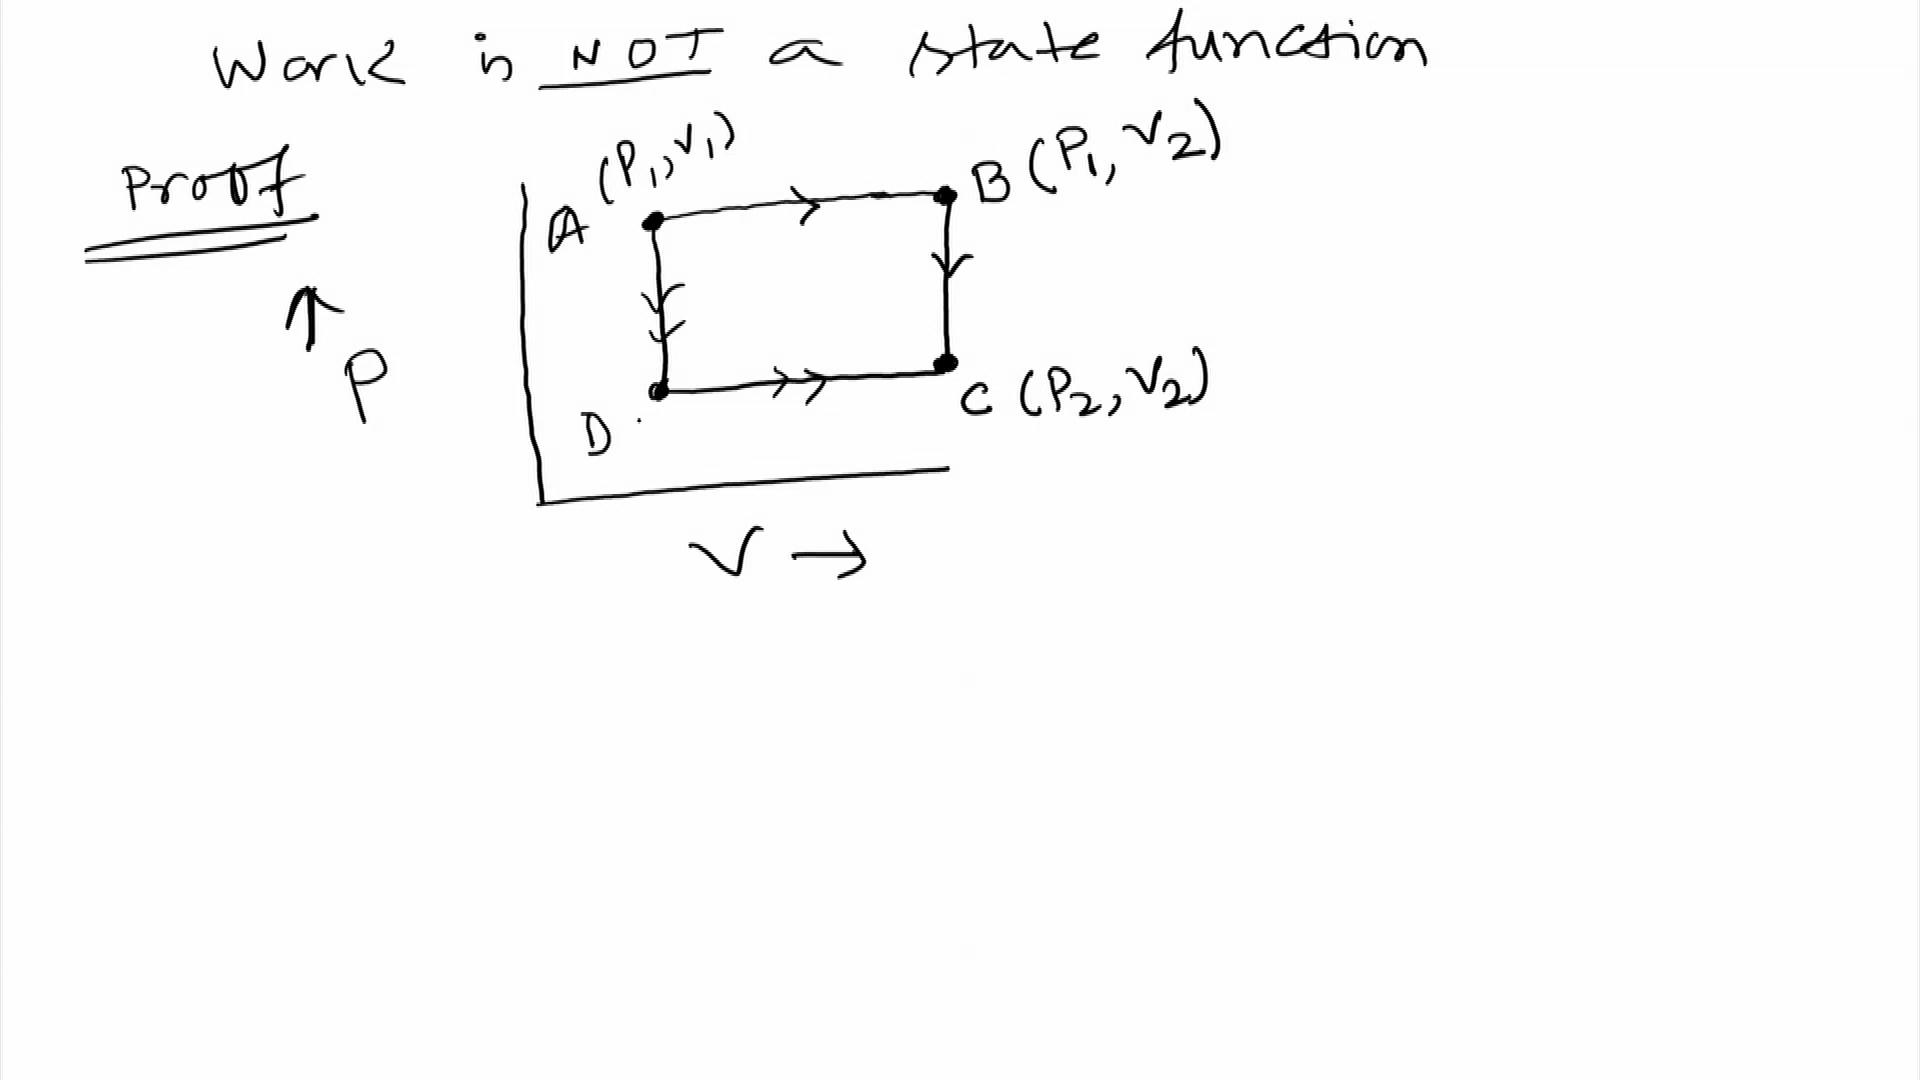 Work is NOT a state function
Proof
A (P₁, V₁)
B (P₁, V₂)
↑ P
D
C (P₂, V₂)
V →